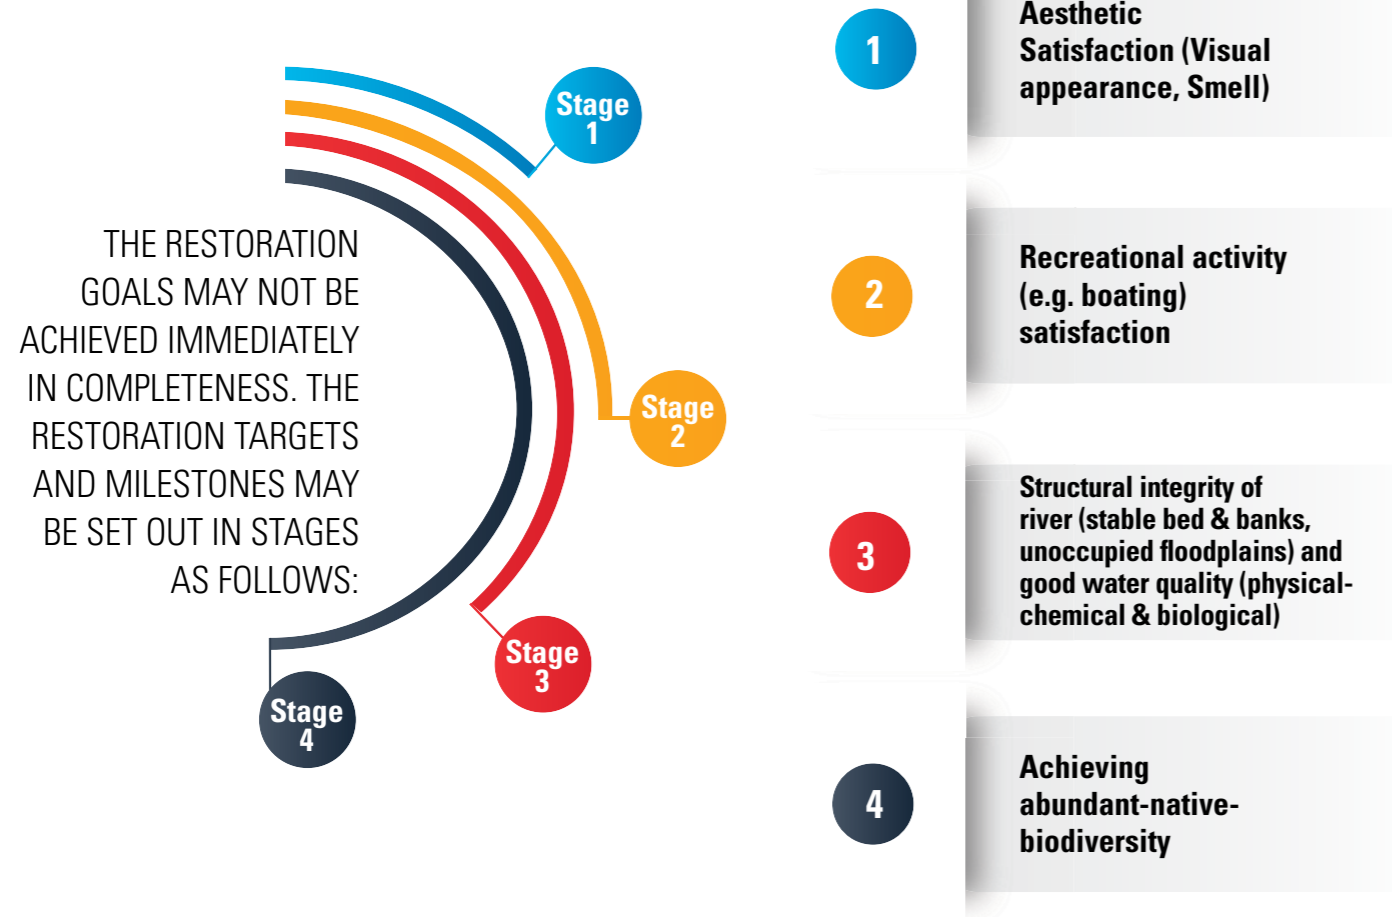 THE RESTORATION
GOALS MAY NOT BE
ACHIEVED IMMEDIATELY
IN COMPLETENESS. THE
RESTORATION TARGETS
AND MILESTONES MAY
BE SET OUT IN STAGES
AS FOLLOWS:
Stage
1
Stage
2
Stage
3
Stage
4
1
Aesthetic
Satisfaction (Visual
appearance, Smell)
2
Recreational activity
(e.g. boating)
satisfaction
3
Structural integrity of
river (stable bed & banks,
unoccupied floodplains) and
good water quality (physical-
chemical & biological)
4
Achieving
abundant-native-
biodiversity